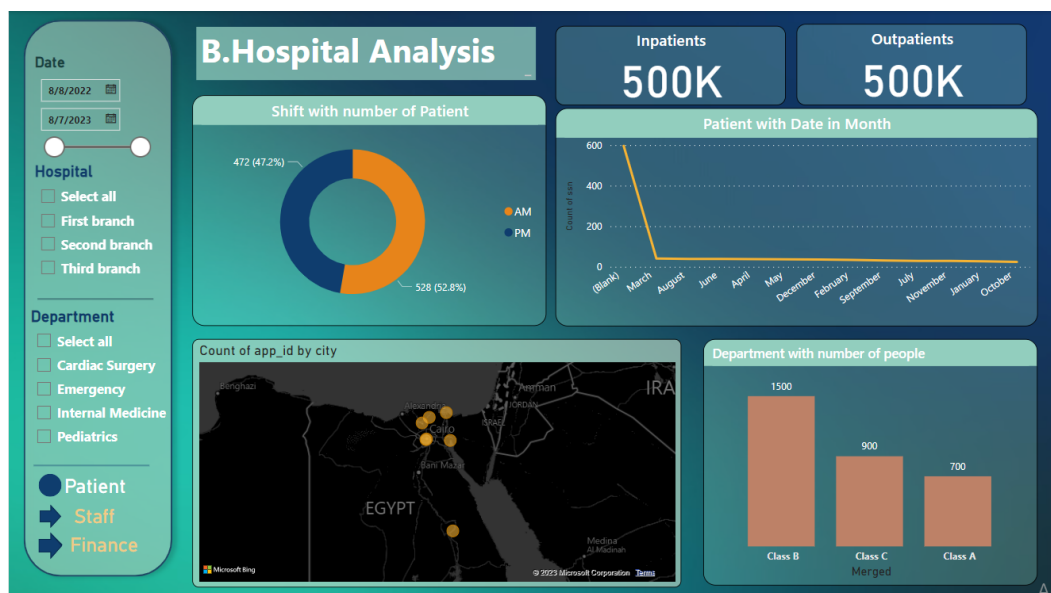 Date
8/8/2022
8/7/2023
Hospital
Select all
First branch
Second branch
Third branch
Department
Select all
Cardiac Surgery
Emergency
Internal Medicine
Pediatrics
Patient
Staff
Finance
B.Hospital Analysis
Inpatients
500K
Outpatients
500K
Shift with number of Patient
472 (47.2%)
528 (52.8%)
AM
PM
Patient with Date in Month
Count of ssn
600
400
200
0
(Blank)
March
August
June
April
May
December
February
September
July
November
January
October
Count of app_id by city
Benghazi
Alexandria
Cairo
Bani Mazar
EGYPT
Amman
JORDAN
ISRAEL
IRA
Medina
Al Madinah
Microsoft Bing
© 2023 Microsoft Corporation Terms
Department with number of people
1500
900
700
Class B
Class C
Class A
Merged
A